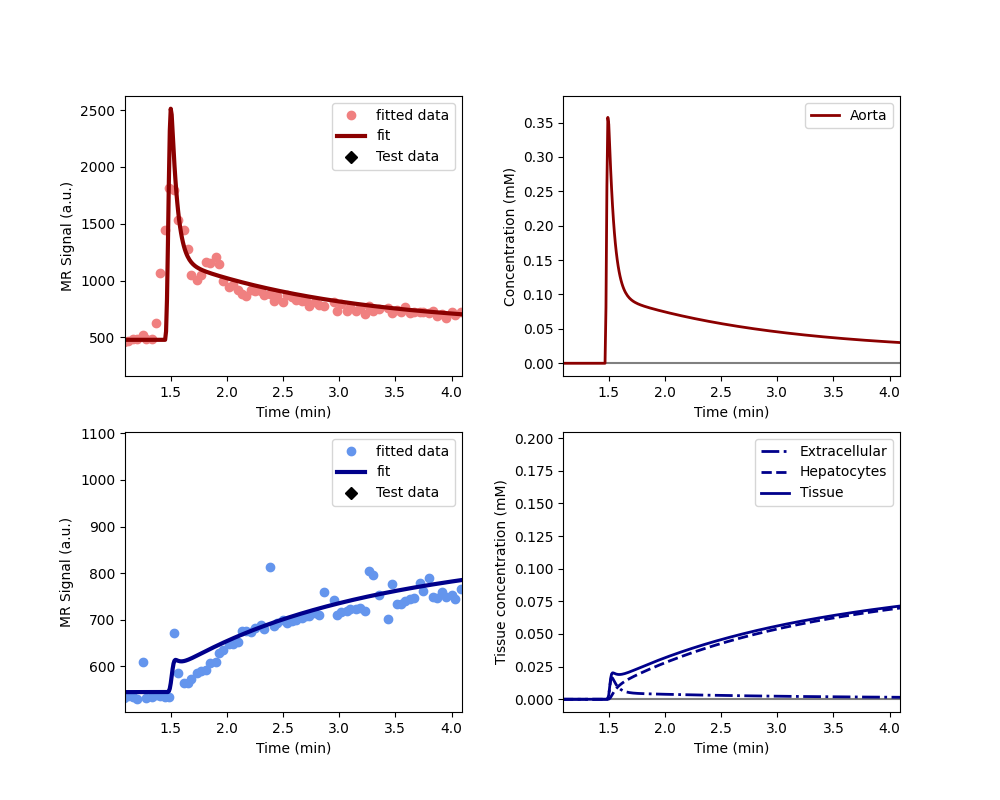 2500
2000
1500
1000
500
MR Signal (a.u.)
fitted data
fit
Test data
1.5 2.0 2.5 3.0 3.5 4.0
Time (min)
0.35
0.30
0.25
0.20
0.15
0.10
0.05
0.00
Concentration (mM)
Aorta
1.5 2.0 2.5 3.0 3.5 4.0
Time (min)
1100
1000
900
800
700
600
MR Signal (a.u.)
fitted data
fit
Test data
1.5 2.0 2.5 3.0 3.5 4.0
Time (min)
0.200
0.175
0.150
0.125
0.100
0.075
0.050
0.025
0.000
Tissue concentration (mM)
Extracellular
Hepatocytes
Tissue
1.5 2.0 2.5 3.0 3.5 4.0
Time (min)